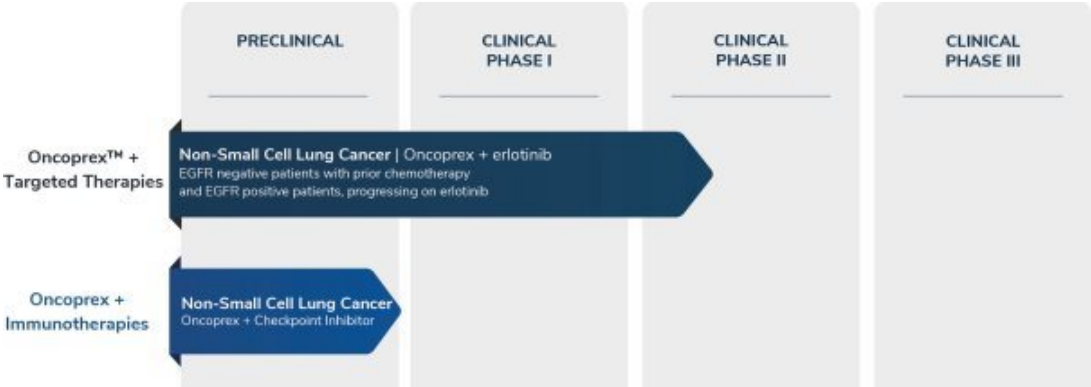 PRECLINICAL
CLINICAL
PHASE I
CLINICAL
PHASE II
CLINICAL
PHASE III
Oncoprex™ +
Targeted Therapies
Non-Small Cell Lung Cancer | Oncoprex + erlotinib
EGFR negative patients with prior chemotherapy
and EGFR positive patients, progressing on erlotinib
Oncoprex +
Immunotherapies
Non-Small Cell Lung Cancer
Oncoprex + Checkpoint Inhibitor